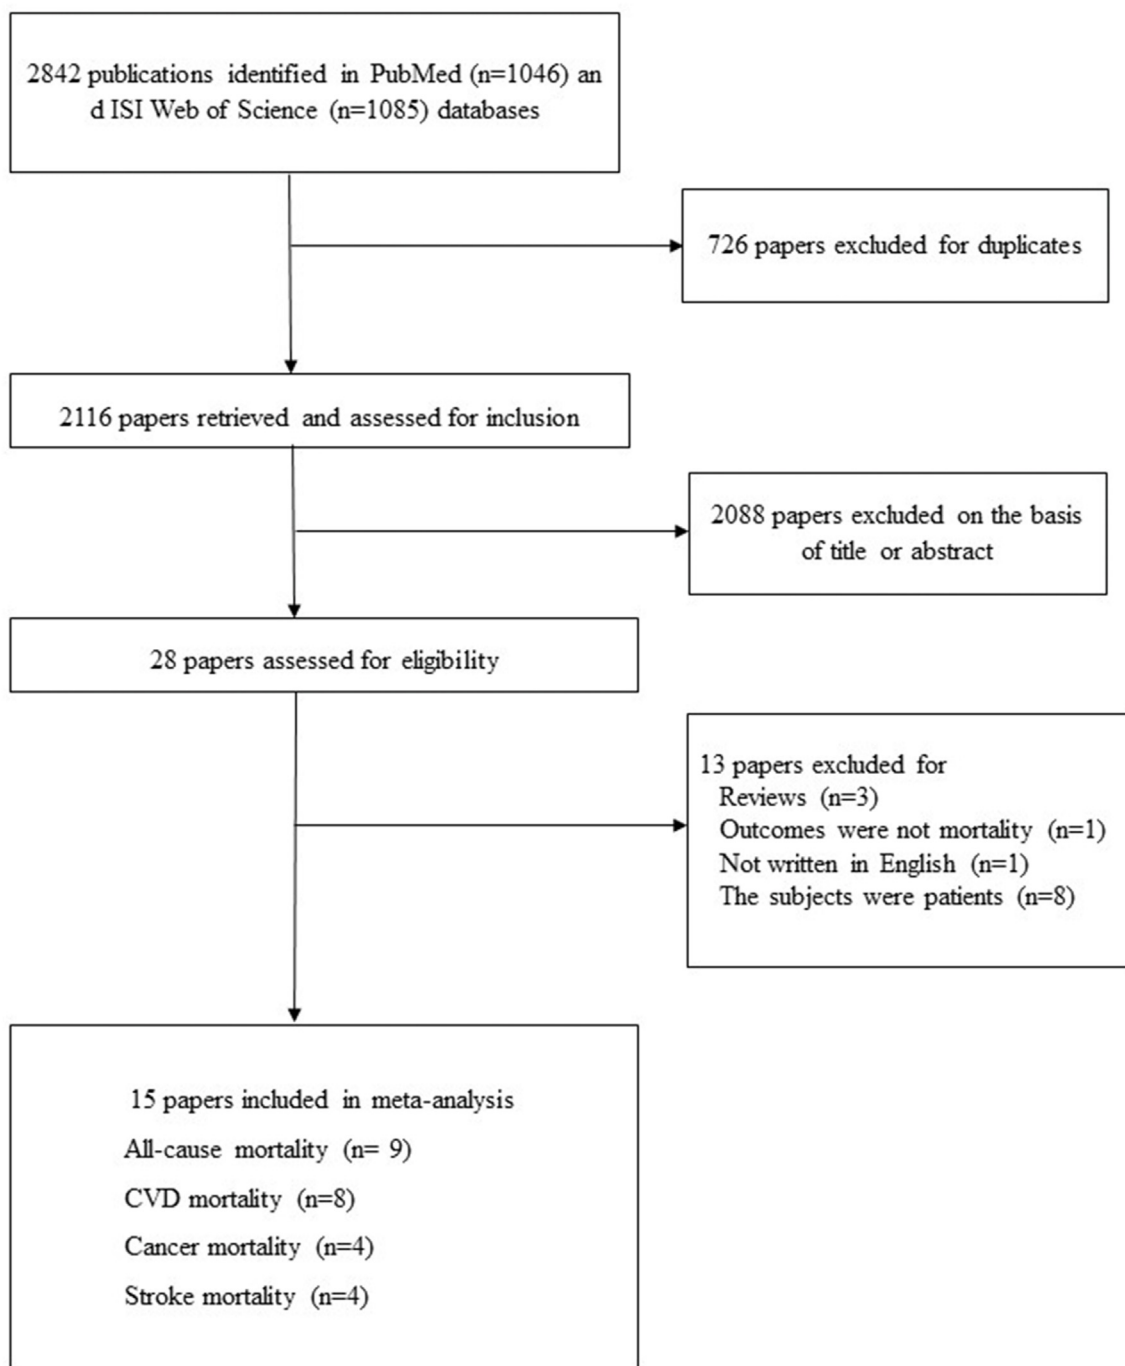 2842 publications identified in PubMed (n=1046) an
d ISI Web of Science (n=1085) databases
726 papers excluded for duplicates
2116 papers retrieved and assessed for inclusion
2088 papers excluded on the basis
of title or abstract
28 papers assessed for eligibility
13 papers excluded for
Reviews (n=3)
Outcomes were not mortality (n=1)
Not written in English (n=1)
The subjects were patients (n=8)
15 papers included in meta-analysis
All-cause mortality (n= 9)
CVD mortality (n=8)
Cancer mortality (n=4)
Stroke mortality (n=4)